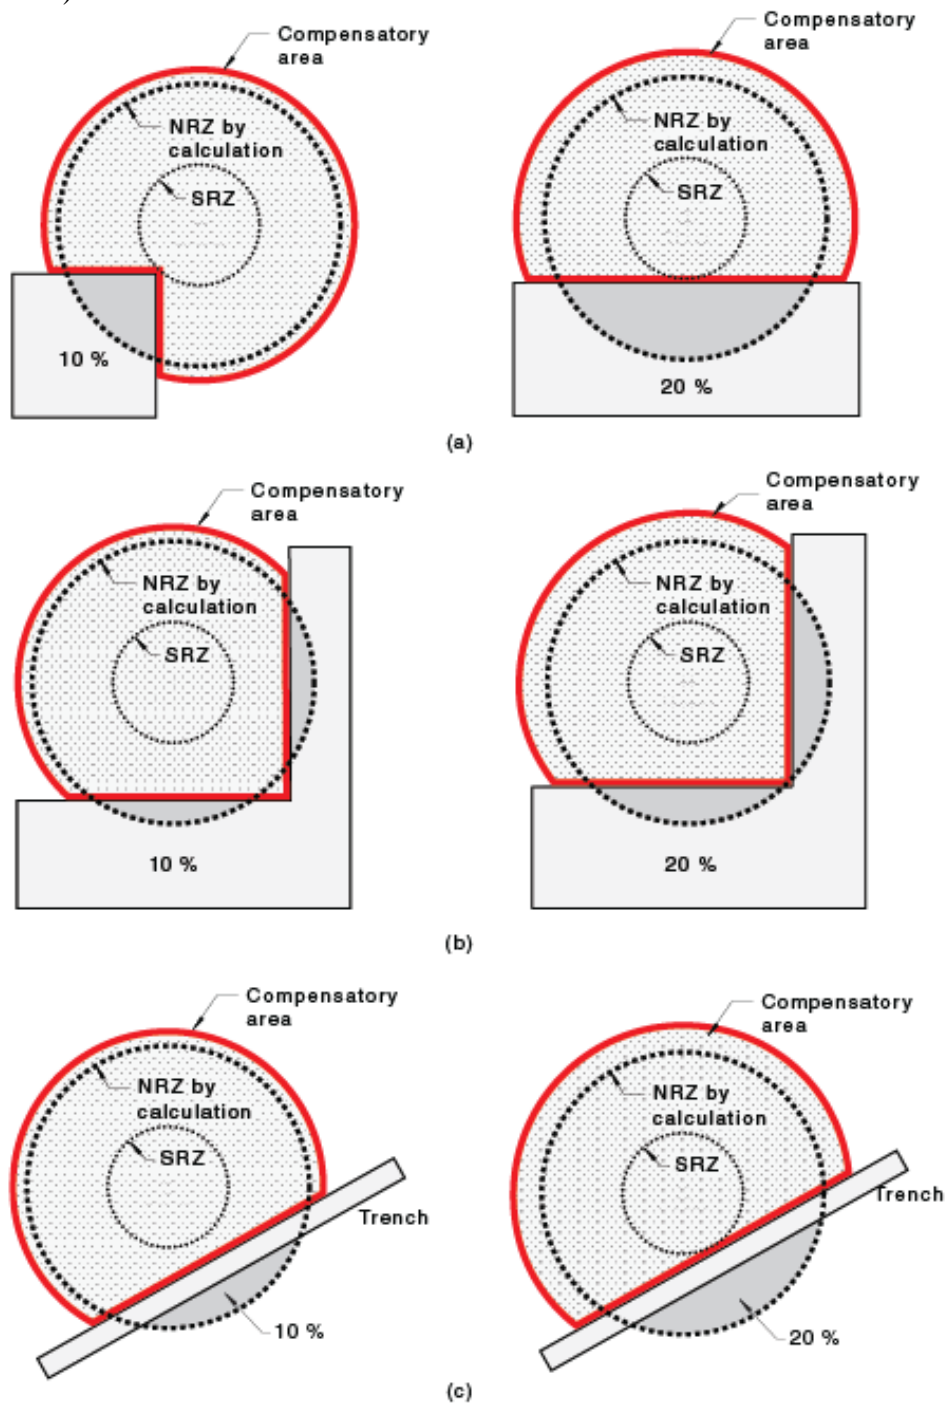 Compensatory
area
NRZ by
calculation
SRZ
10 %
Compensatory
area
NRZ by
calculation
SRZ
20 %
(a)
Compensatory
area
NRZ by
calculation
SRZ
10 %
Compensatory
area
NRZ by
calculation
SRZ
20 %
(b)
Compensatory
area
NRZ by
calculation
SRZ
Trench
10 %
Compensatory
area
NRZ by
calculation
SRZ
Trench
20 %
(c)